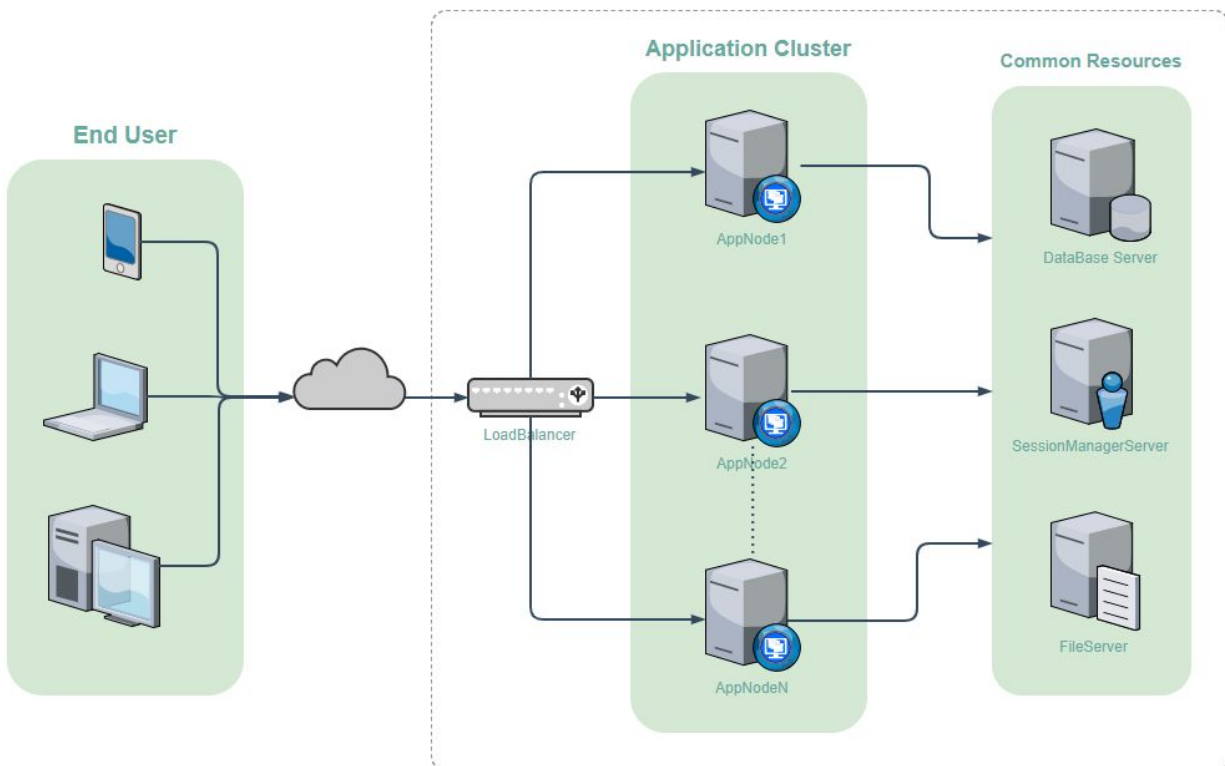 End User
Application Cluster
Common Resources
AppNode1
DataBase Server
LoadBalancer
AppNode2
SessionManagerServer
AppNodeN
FileServer